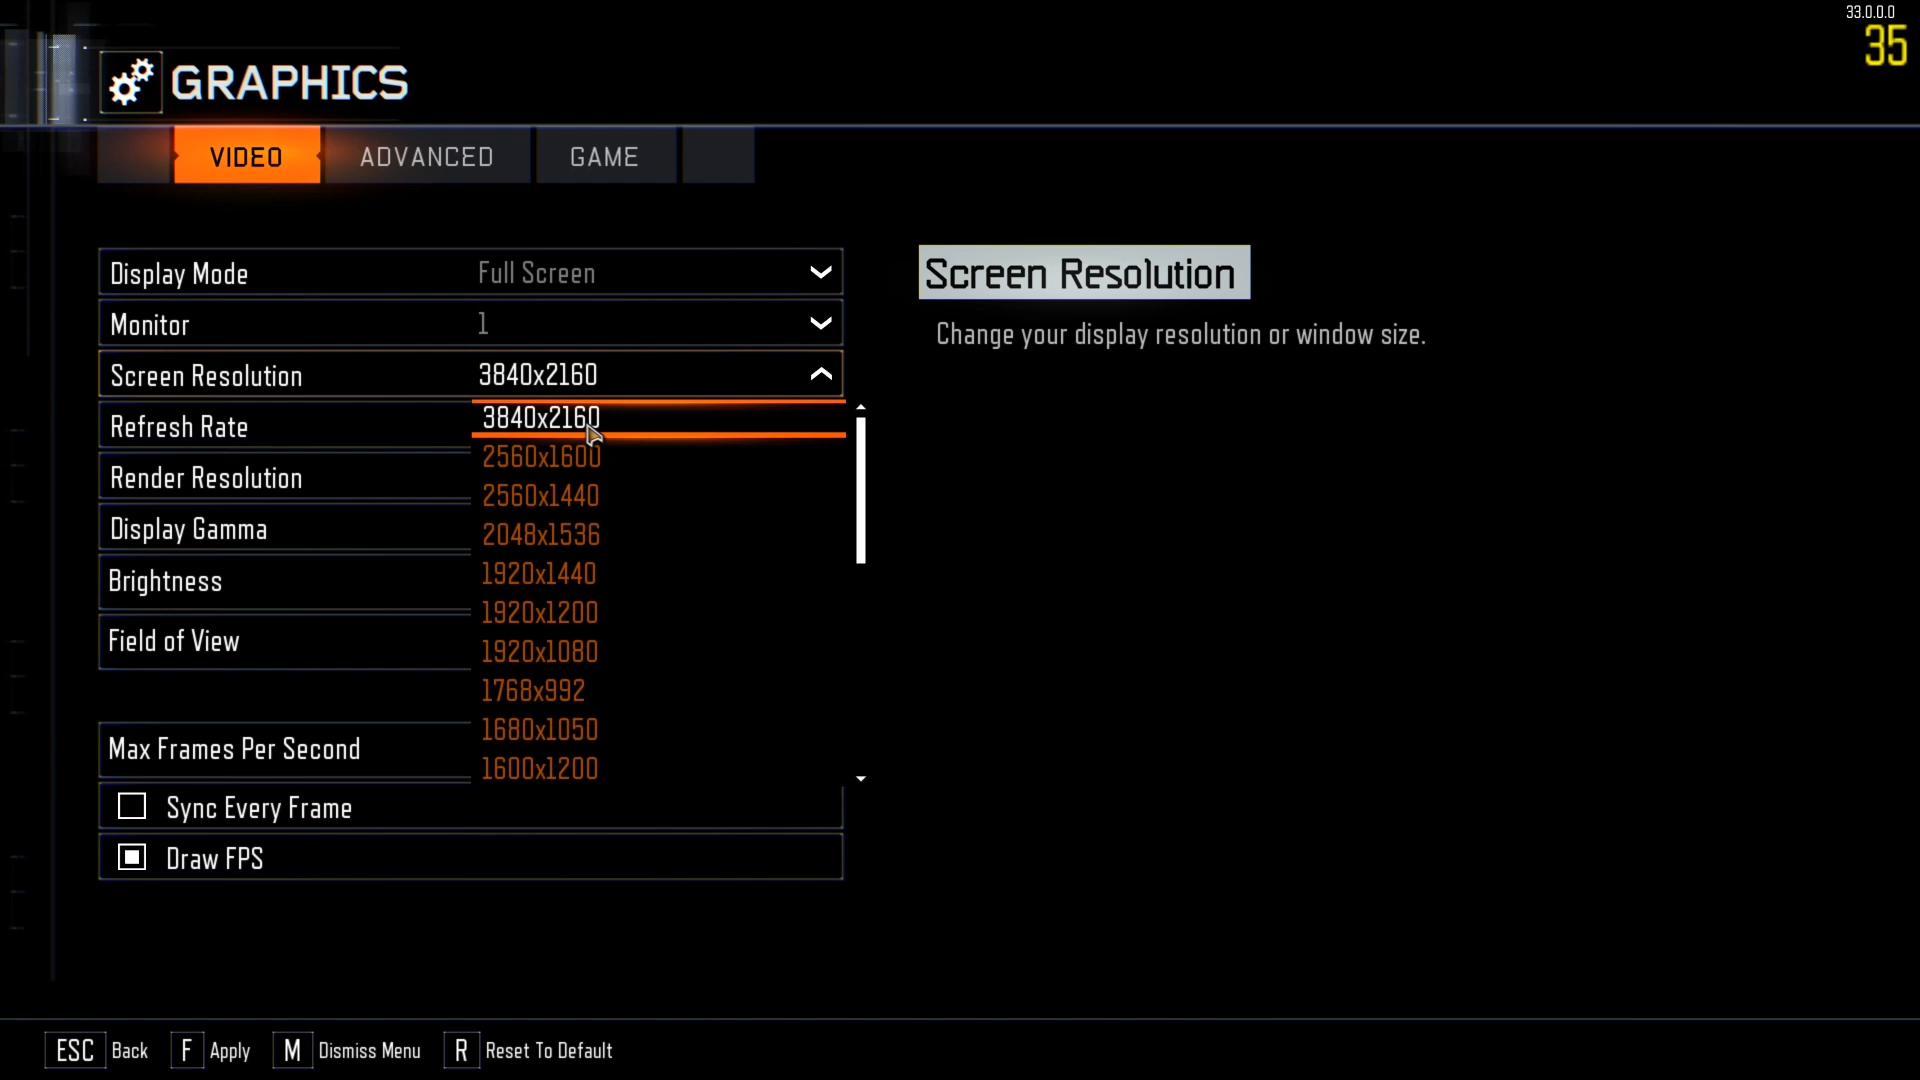 33.0.0.0
35
GRAPHICS
VIDEO ADVANCED GAME
Display Mode Full Screen
Monitor 1
Screen Resolution 3840x2160
Refresh Rate
Render Resolution
Display Gamma
Brightness
Field of View
Max Frames Per Second
3840x2160
2560x1600
2560x1440
2048x1536
1920x1440
1920x1200
1920x1080
1768x992
1680x1050
1600x1200
Sync Every Frame
Draw FPS
Screen Resolution
Change your display resolution or window size.
ESC Back F Apply M Dismiss Menu R Reset To Default